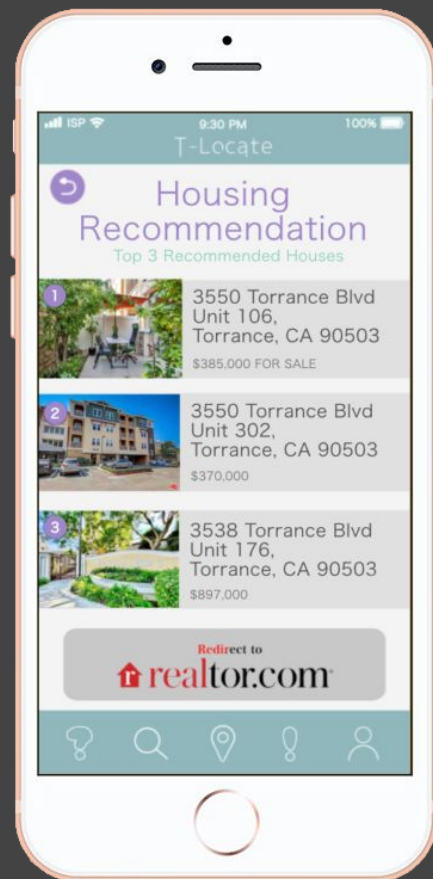 ISP 9:30 PM 100%
T-Locate
Housing
Recommendation
Top 3 Recommended Houses
1
3550 Torrance Blvd
Unit 106,
Torrance, CA 90503
$385,000 FOR SALE
2
3550 Torrance Blvd
Unit 302,
Torrance, CA 90503
$370,000
3
3538 Torrance Blvd
Unit 176,
Torrance, CA 90503
$897,000
Redirect to
r realtor.com